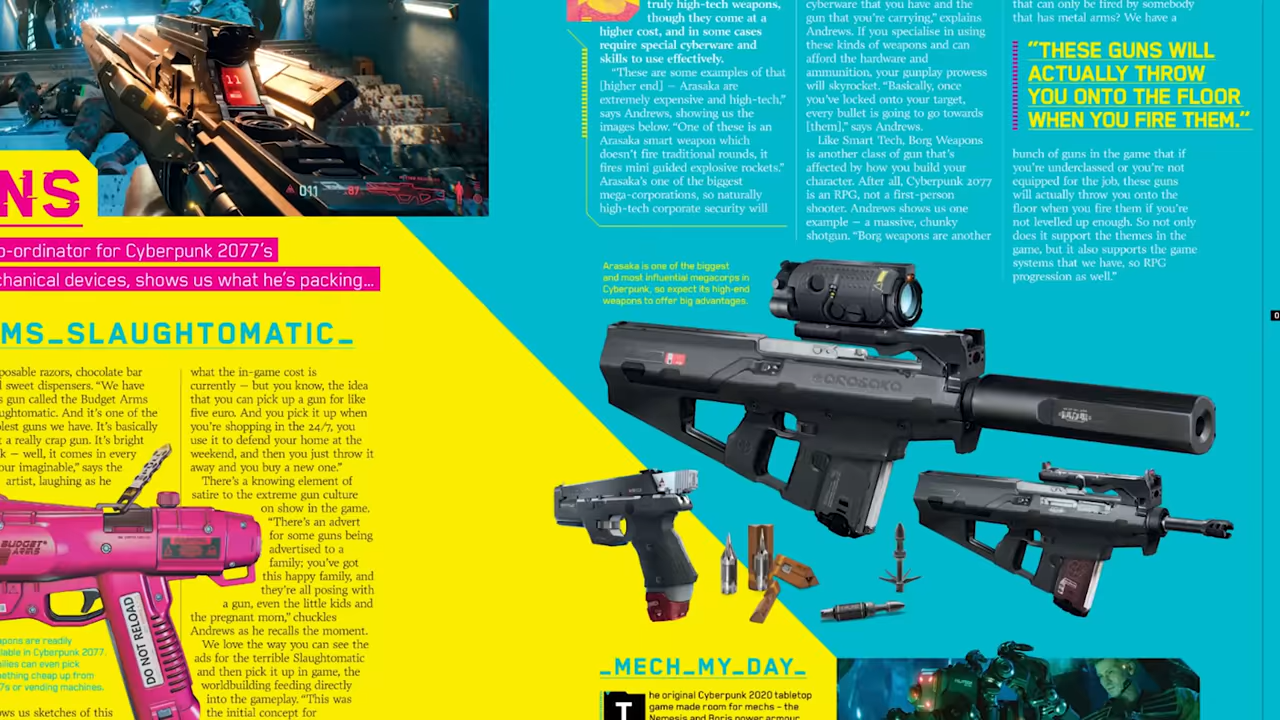 NS
o-ordinator for Cyberpunk 2077's
chanical devices, shows us what he's packing...
MS_SLAUGHTOMATIC_
posable razors, chocolate bar
d sweet dispensers. “We have
s gun called the Budget Arms
ughtomatic. And it's one of the
plest guns we have. It's basically
t a really crap gun. It's bright
k — well, it comes in every
our imaginable,” says the
artist, laughing as he
BUDGET
ARMS
DO NOT RELOAD
apons are readily
ilable in Cyberpunk 2077.
milies can even pick
mething cheap up from
7s or vending machines.
ows us sketches of this
what the in-game cost is
currently — but you know, the idea
that you can pick up a gun for like
five euro. And you pick it up when
you're shopping in the 24/7, you
use it to defend your home at the
weekend, and then you just throw it
away and you buy a new one.”
There's a knowing element of
satire to the extreme gun culture
on show in the game.
“There's an advert
for some guns being
advertised to a
family; you've got
this happy family, and
they're all posing with
a gun, even the little kids and
the pregnant mom,” chuckles
Andrews as he recalls the moment.
We love the way you can see the
ads for the terrible Slaughtomatic
and then pick it up in game, the
worldbuilding feeding directly
into the gameplay. “This was
the initial concept for
11
011
87
truly high-tech weapons,
though they come at a
higher cost, and in some cases
require special cyberware and
skills to use effectively.
“These are some examples of that
[higher end] — Arasaka are
extremely expensive and high-tech,”
says Andrews, showing us the
images below. “One of these is an
Arasaka smart weapon which
doesn't fire traditional rounds, it
fires mini guided explosive rockets.”
Arasaka's one of the biggest
mega-corporations, so naturally
high-tech corporate security will
cyberware that you have and the
gun that you're carrying,” explains
Andrews. If you specialise in using
these kinds of weapons and can
afford the hardware and
ammunition, your gunplay prowess
will skyrocket. “Basically, once
you've locked onto your target,
every bullet is going to go towards
[them],” says Andrews.
Like Smart Tech, Borg Weapons
is another class of gun that's
affected by how you build your
character. After all, Cyberpunk 2077
is an RPG, not a first-person
shooter. Andrews shows us one
example – a massive, chunky
shotgun. “Borg weapons are another
that can only be fired by somebody
that has metal arms? We have a
“THESE GUNS WILL
ACTUALLY THROW
YOU ONTO THE FLOOR
WHEN YOU FIRE THEM.”
bunch of guns in the game that if
you're underclassed or you're not
equipped for the job, these guns
will actually throw you onto the
floor when you fire them if you're
not levelled up enough. So not only
does it support the themes in the
game, but it also supports the game
systems that we have, so RPG
progression as well.”
Arasaka is one of the biggest
and most influential megacorps in
Cyberpunk, so expect its high-end
weapons to offer big advantages.
arasaka
_MECH_MY_DAY_
The original Cyberpunk 2020 tabletop
game made room for mechs – the
Nemesis and Boris power armour